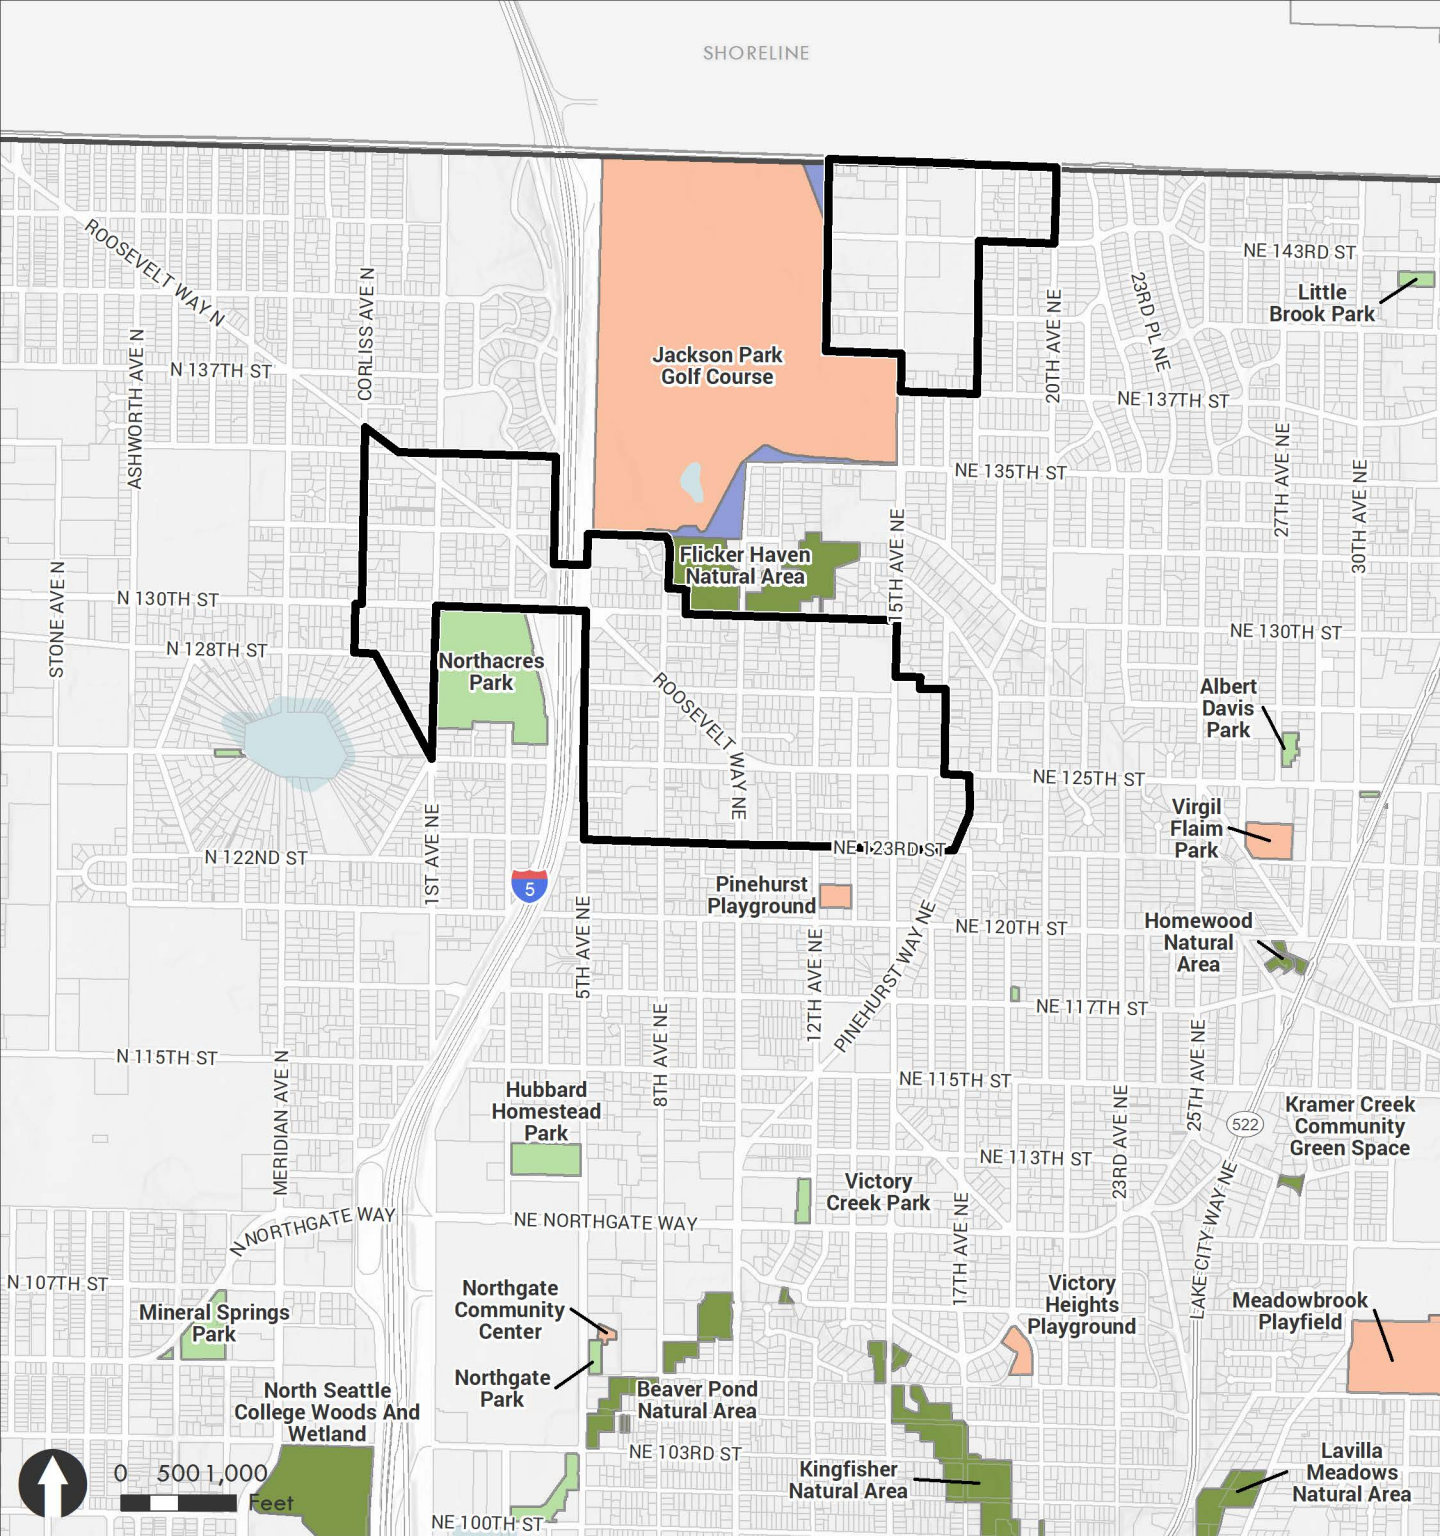 SHORELINE
ROOSEVELT WAY N
NE 143RD ST
Little
Brook Park
23RD PL NE
CORLISS AVE N
20TH AVE NE
ASHWORTH AVE N
N 137TH ST
Jackson Park
Golf Course
NE 137TH ST
27TH AVE NE
30TH AVE NE
NE 135TH ST
15TH AVE NE
Flicker Haven
Natural Area
STONE AVE N
N 130TH ST
NE 130TH ST
N 128TH ST
Northacres
Park
ROOSEVELT WAY NE
Albert
Davis
Park
NE 125TH ST
Virgil
Flaim
Park
1ST AVE NE
N 122ND ST
NE 123RD ST
5
Pinehurst
Playground
5TH AVE NE
12TH AVE NE
PINEHURST WAY NE
NE 120TH ST
Homewood
Natural
Area
NE 117TH ST
8TH AVE NE
25TH AVE NE
N 115TH ST
MERIDIAN AVE N
NE 115TH ST
Hubbard
Homestead
Park
23RD AVE NE
522
Kramer Creek
Community
Green Space
NE 113TH ST
Victory
Creek Park
17TH AVE NE
LAKE CITY WAY NE
N NORTHGATE WAY
NE NORTHGATE WAY
N 107TH ST
Mineral Springs
Park
Northgate
Community
Center
Victory
Heights
Playground
Meadowbrook
Playfield
Northgate
Park
North Seattle
College Woods And
Wetland
Beaver Pond
Natural Area
NE 103RD ST
Kingfisher
Natural Area
Lavilla
Meadows
Natural Area
0 500 1,000
Feet
NE 100TH ST